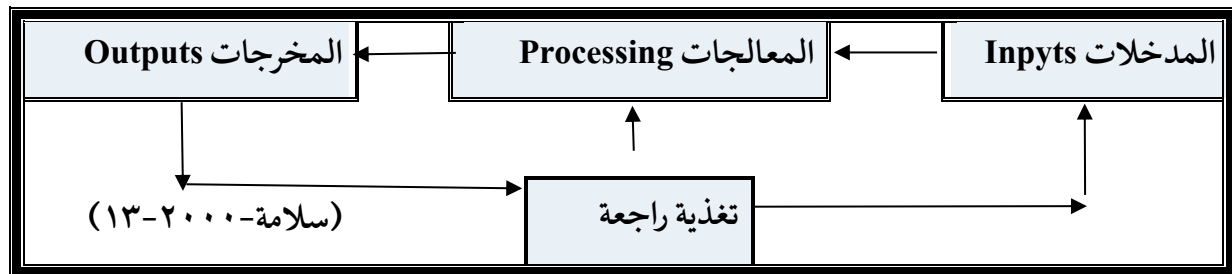 المدخلات Inpyts
المعالجات Processing
المخرجات Outputs
تغذية راجعة
(سلامة-٢٠٠٠-١٣)